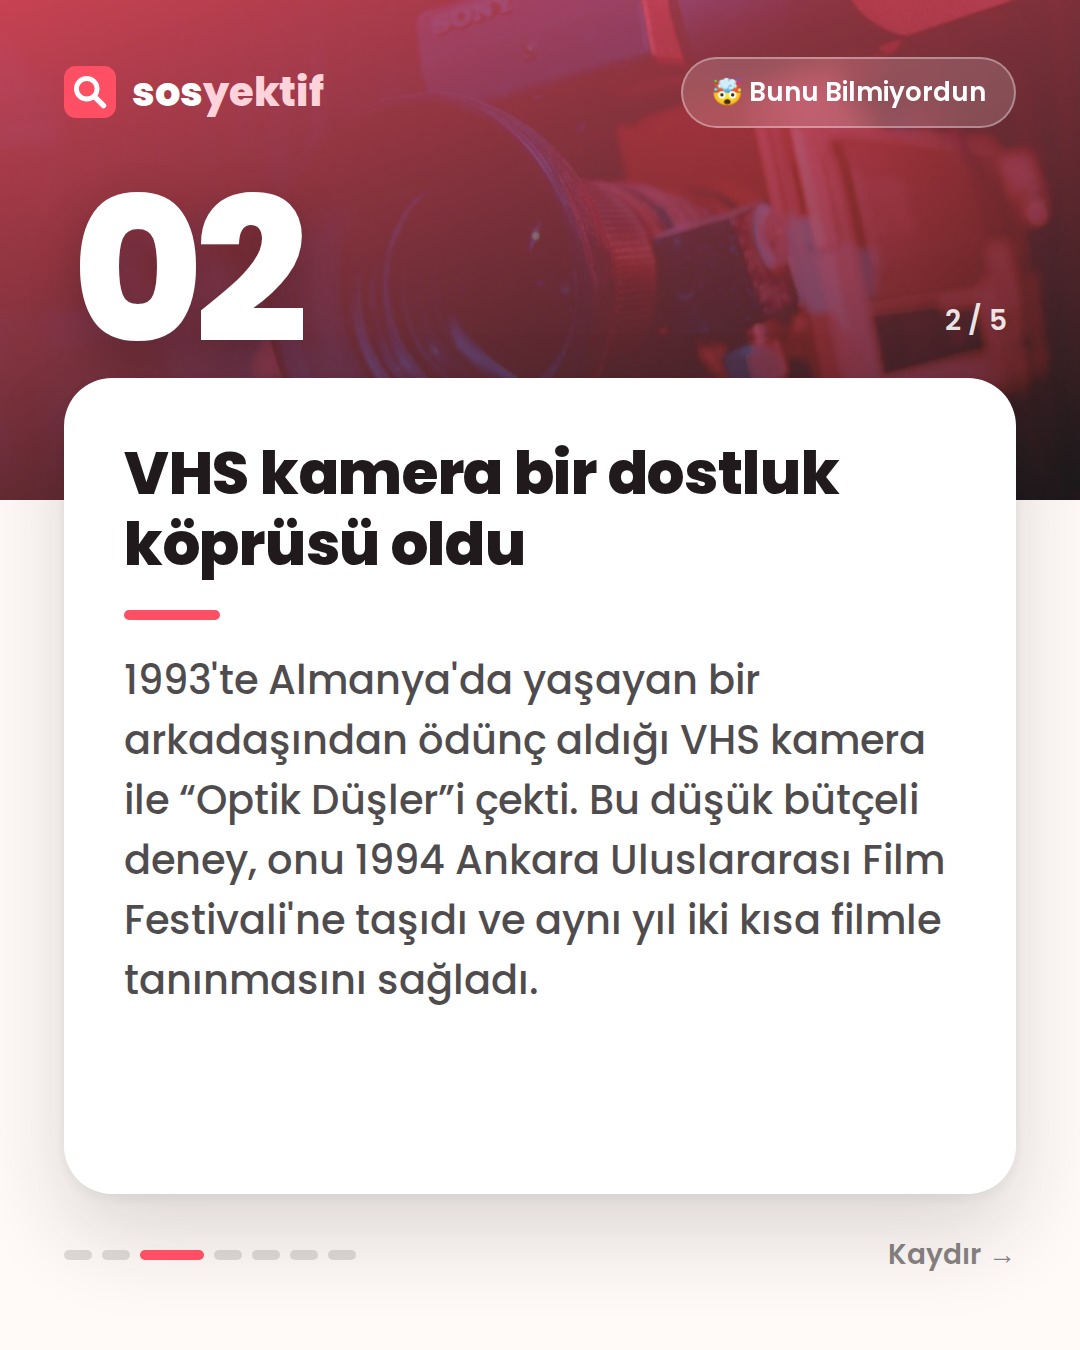 SONY
sosyektif
🤯 Bunu Bilmiyordun
02
2 / 5
VHS kamera bir dostluk
köprüsü oldu
1993'te Almanya'da yaşayan bir
arkadaşından ödünç aldığı VHS kamera
ile “Optik Düşler”i çekti. Bu düşük bütçeli
deney, onu 1994 Ankara Uluslararası Film
Festivali'ne taşıdı ve aynı yıl iki kısa filmle
tanınmasını sağladı.
Kaydır →